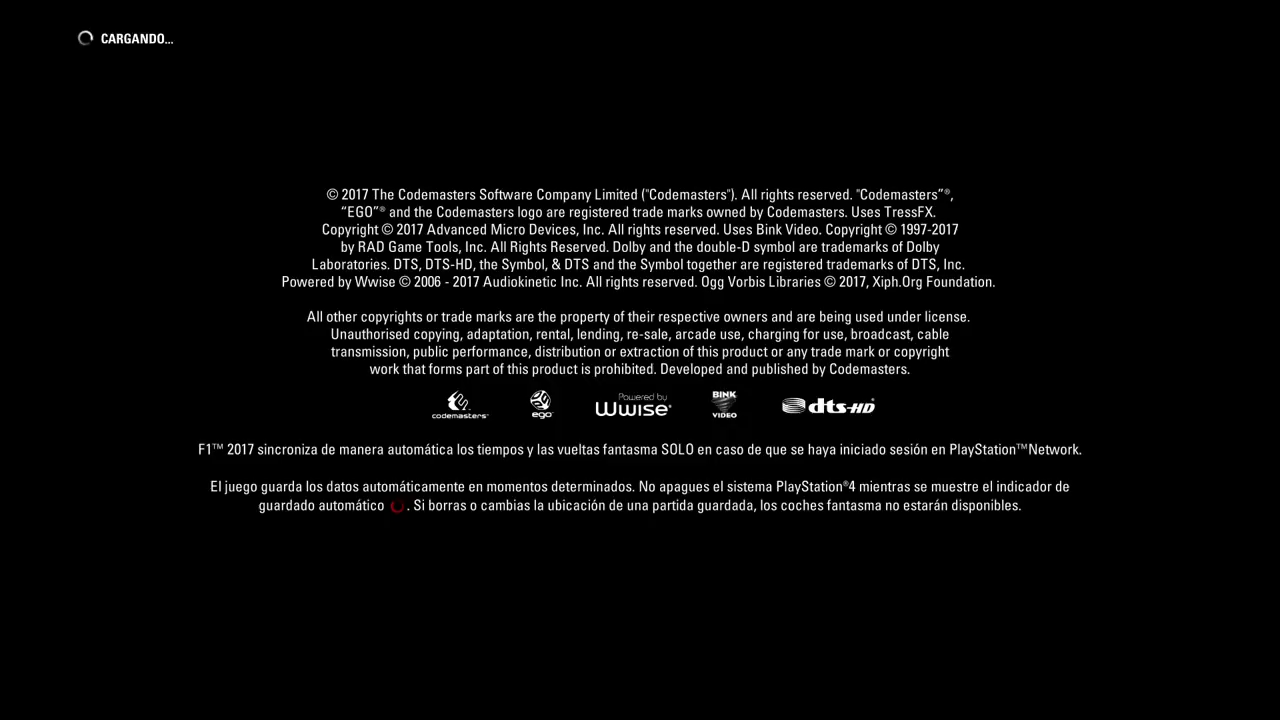 CARGANDO...
© 2017 The Codemasters Software Company Limited ("Codemasters"). All rights reserved. "Codemasters”®,
“EGO”® and the Codemasters logo are registered trade marks owned by Codemasters. Uses TressFX.
Copyright © 2017 Advanced Micro Devices, Inc. All rights reserved. Uses Bink Video. Copyright © 1997-2017
by RAD Game Tools, Inc. All Rights Reserved. Dolby and the double-D symbol are trademarks of Dolby
Laboratories. DTS, DTS-HD, the Symbol, & DTS and the Symbol together are registered trademarks of DTS, Inc.
Powered by Wwise © 2006 - 2017 Audiokinetic Inc. All rights reserved. Ogg Vorbis Libraries © 2017, Xiph.Org Foundation.
All other copyrights or trade marks are the property of their respective owners and are being used under license.
Unauthorised copying, adaptation, rental, lending, re-sale, arcade use, charging for use, broadcast, cable
transmission, public performance, distribution or extraction of this product or any trade mark or copyright
work that forms part of this product is prohibited. Developed and published by Codemasters.
codemasters® ego™ Powered by Wwise® BINK VIDEO dts-HD®
F1™ 2017 sincroniza de manera automática los tiempos y las vueltas fantasma SOLO en caso de que se haya iniciado sesión en PlayStation™Network.
El juego guarda los datos automáticamente en momentos determinados. No apagues el sistema PlayStation®4 mientras se muestre el indicador de
guardado automático . Si borras o cambias la ubicación de una partida guardada, los coches fantasma no estarán disponibles.